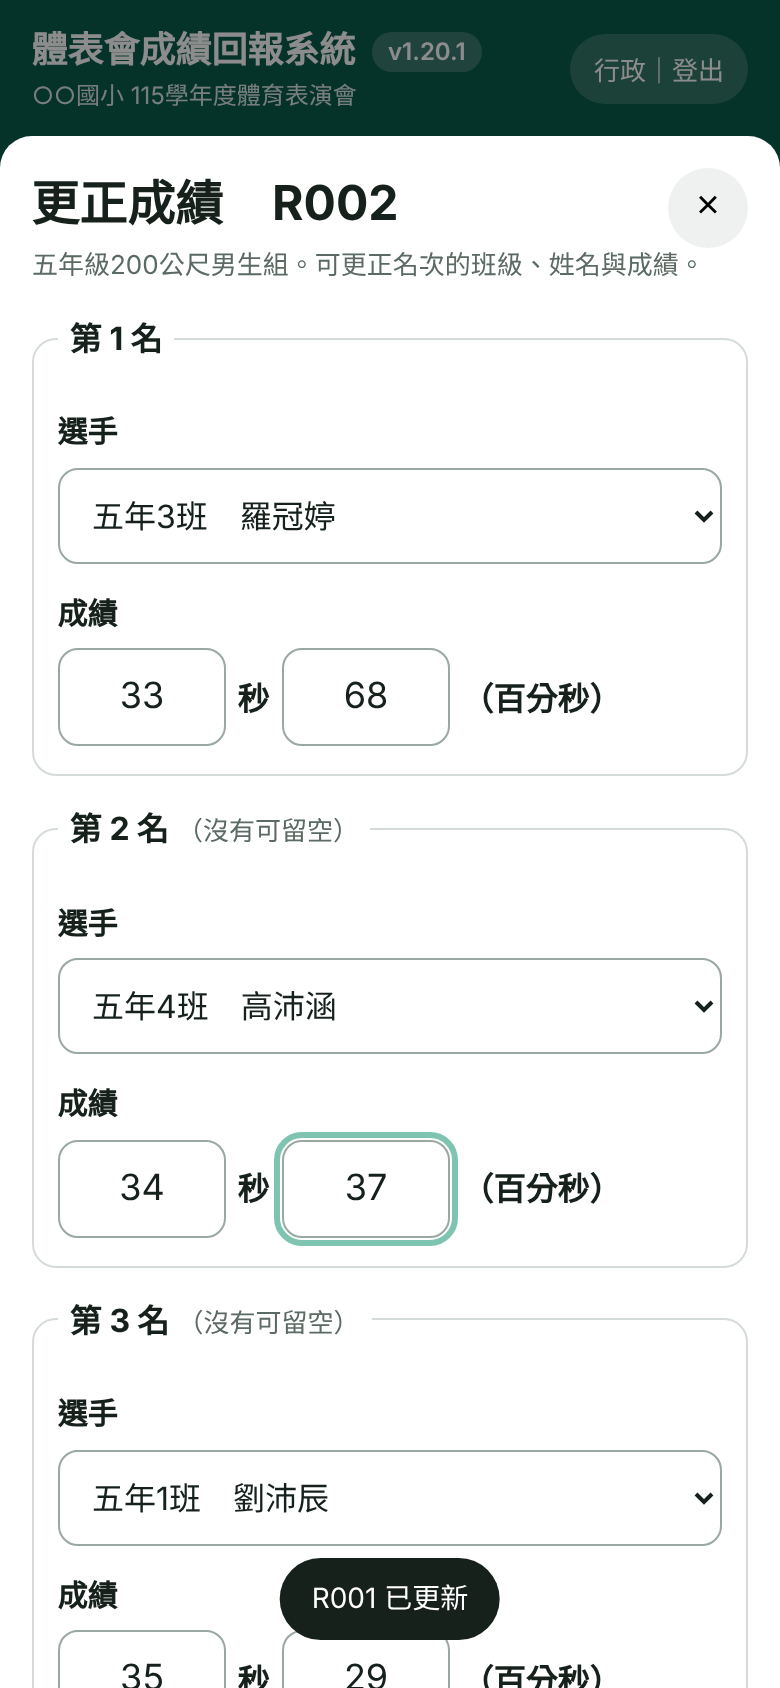 體表會成績回報系統 v1.20.1
○○國小 115學年度體育表演會
行政｜登出
更正成績　R002
×
五年級200公尺男生組。可更正名次的班級、姓名與成績。
第 1 名
選手
五年3班　羅冠婷
成績
33 秒 68 （百分秒）
第 2 名 （沒有可留空）
選手
五年4班　高沛涵
成績
34 秒 37 （百分秒）
第 3 名 （沒有可留空）
選手
五年1班　劉沛辰
成績
R001 已更新
35 秒 29 （百分秒）